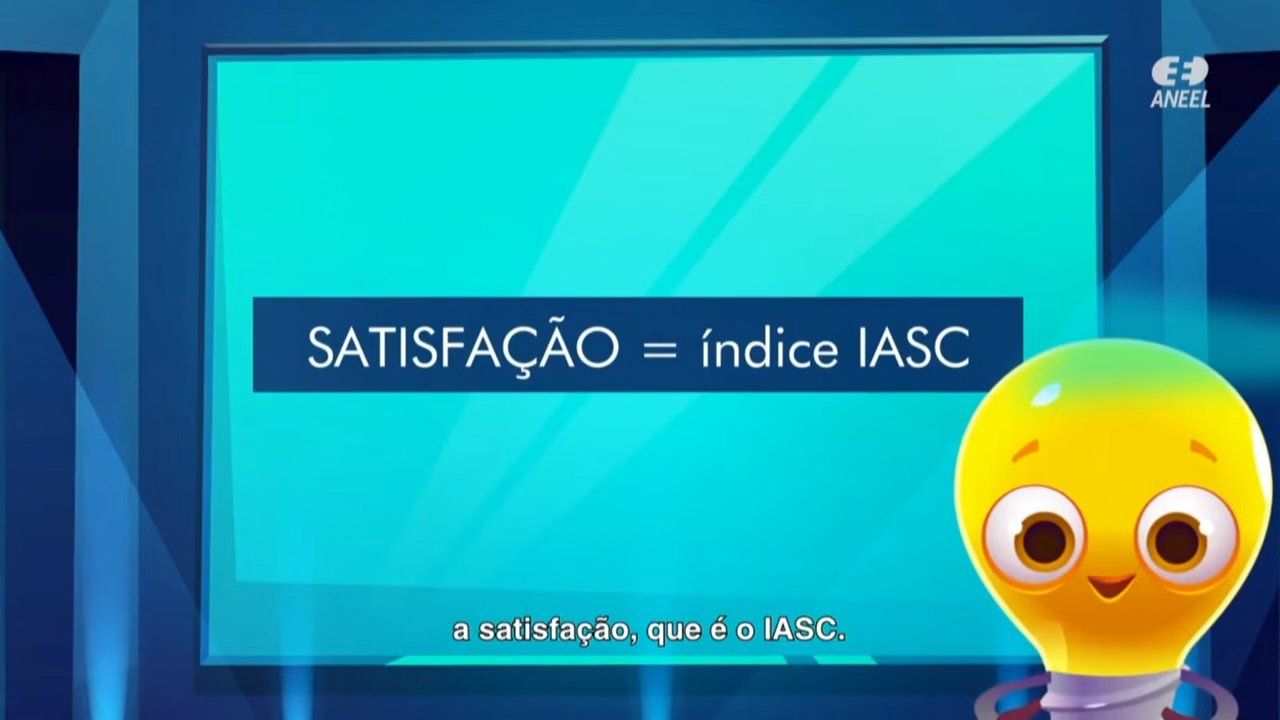 ANEEL
SATISFAÇÃO = índice IASC
a satisfação, que é o IASC.